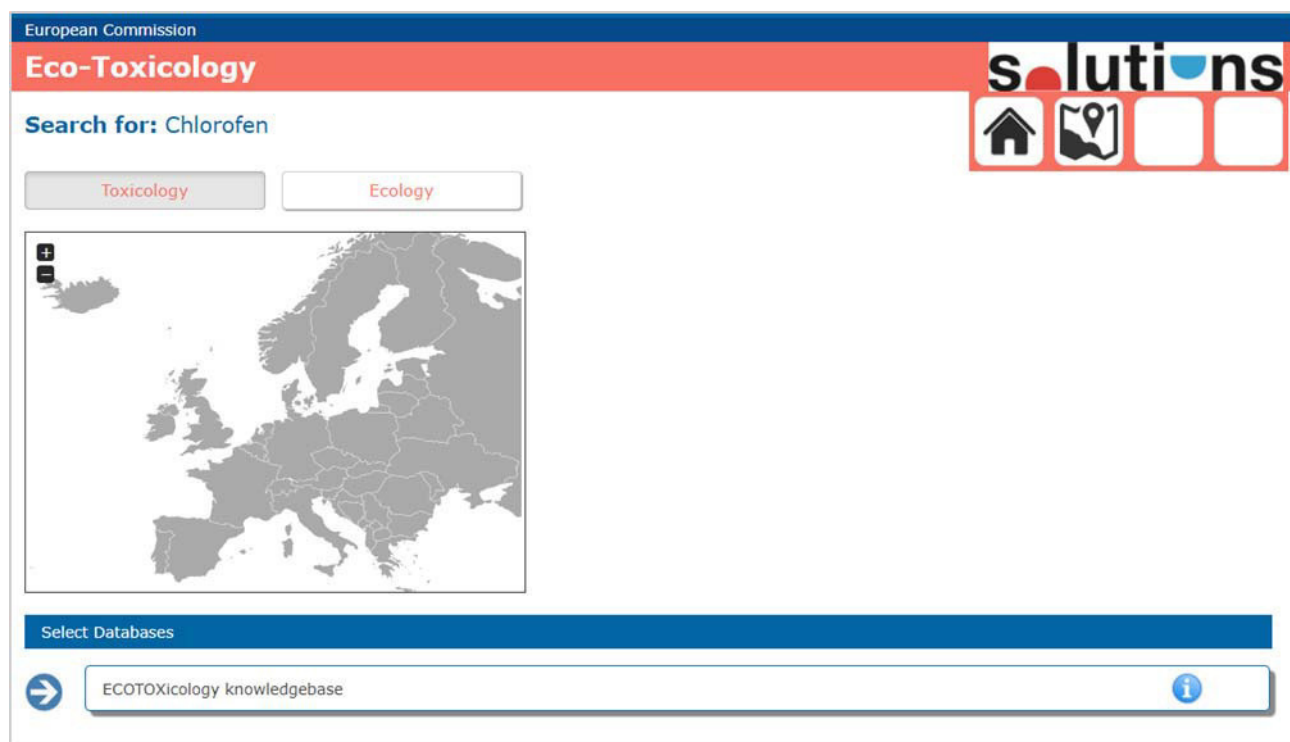 European Commission
Eco-Toxicology
solutions
Search for: Chlorofen
Toxicology
Ecology
+
−
Select Databases
ECOTOXicology knowledgebase
i